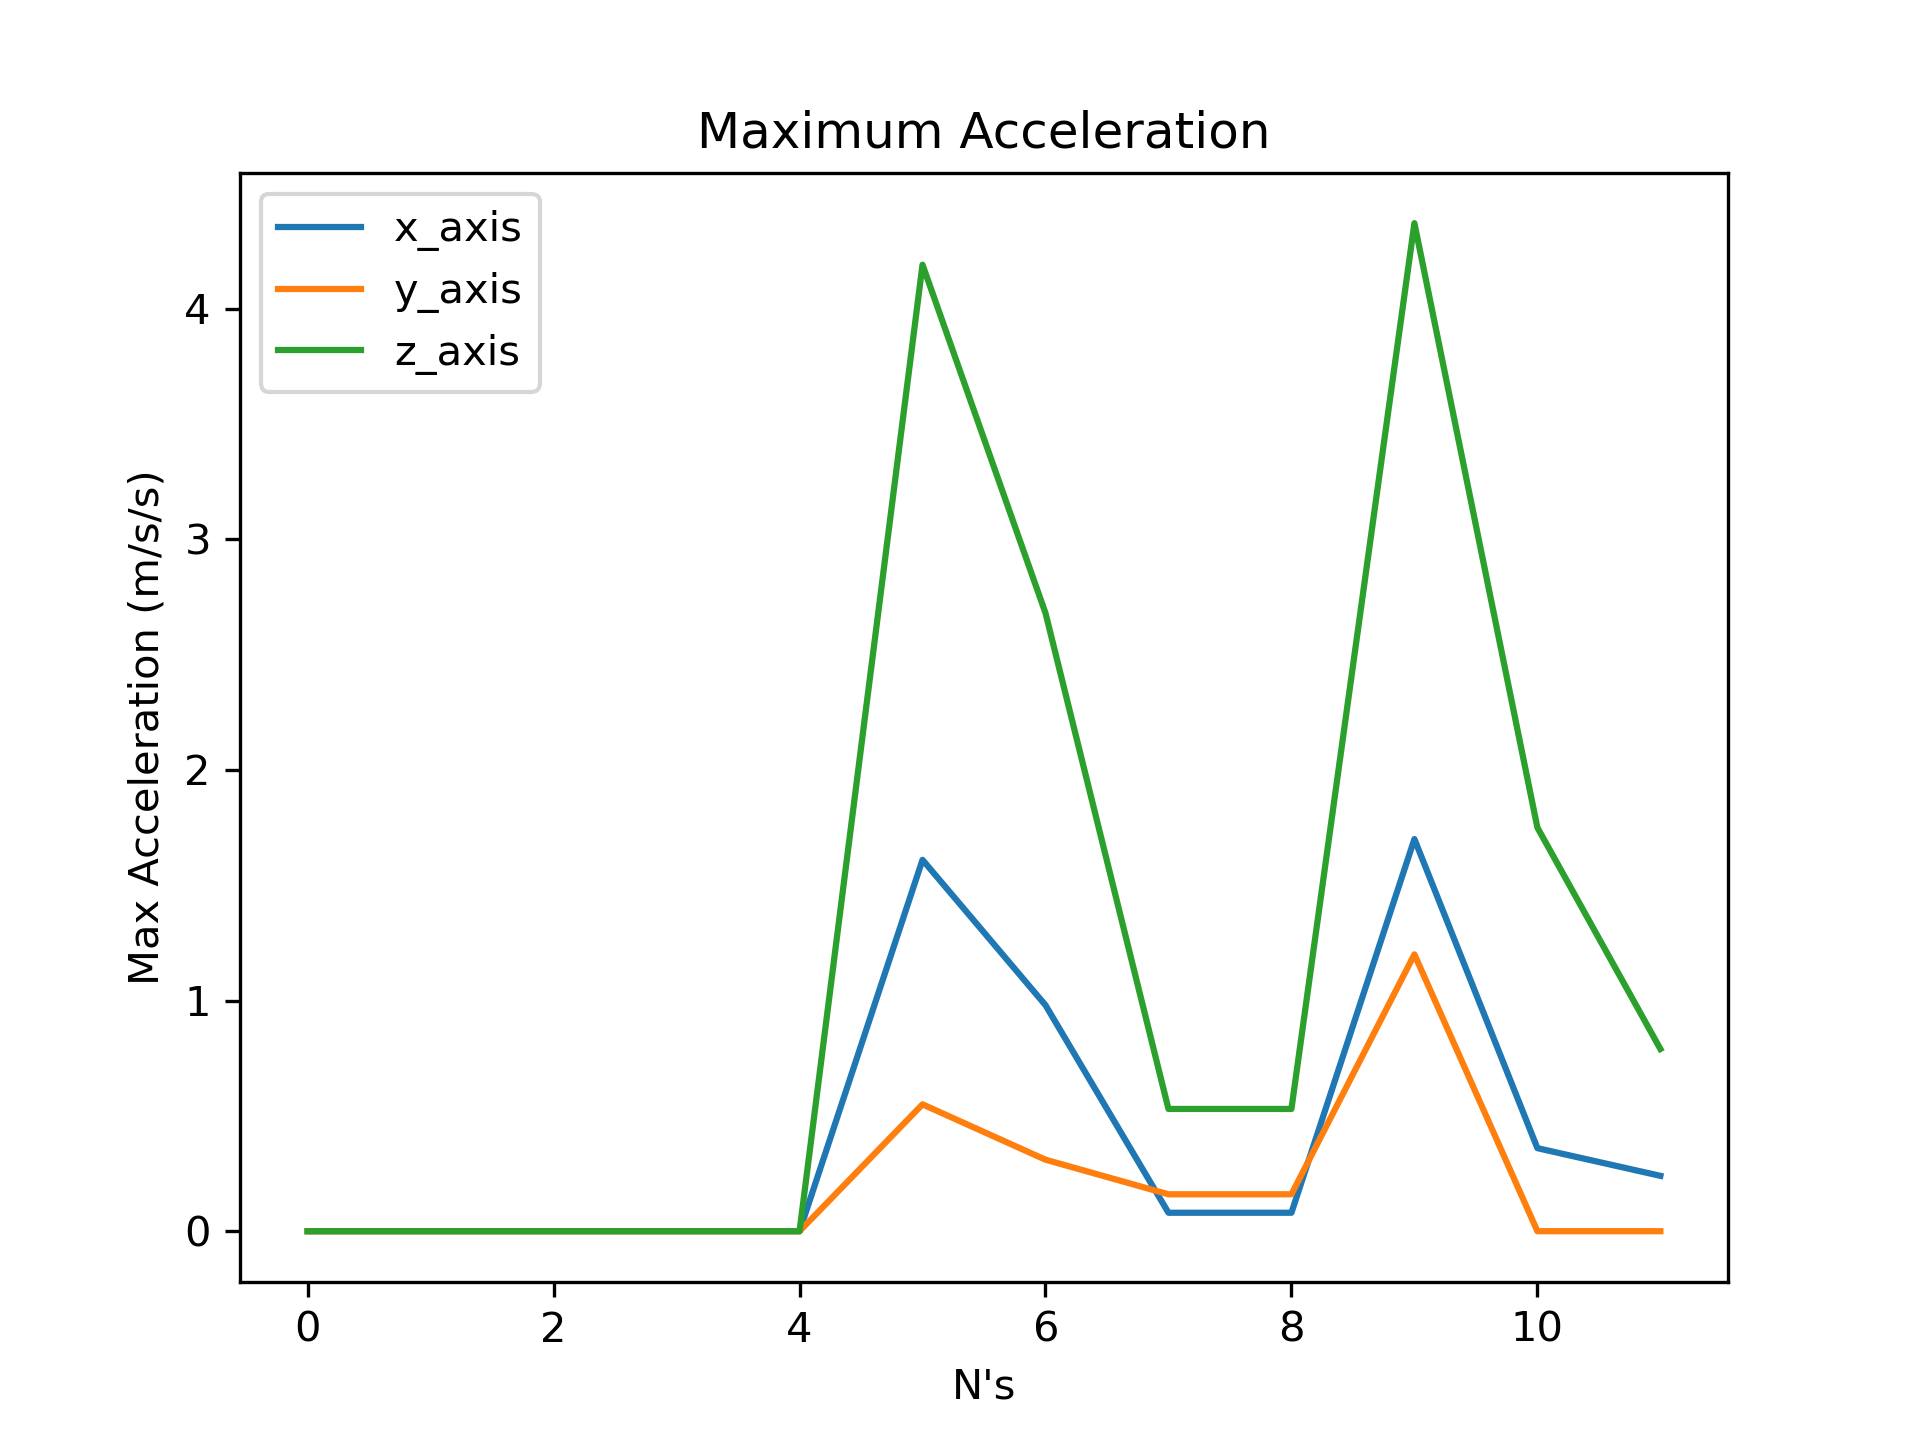 Maximum Acceleration
x_axis
y_axis
z_axis
Max Acceleration (m/s/s)
4
3
2
1
0
0 2 4 6 8 10
N's